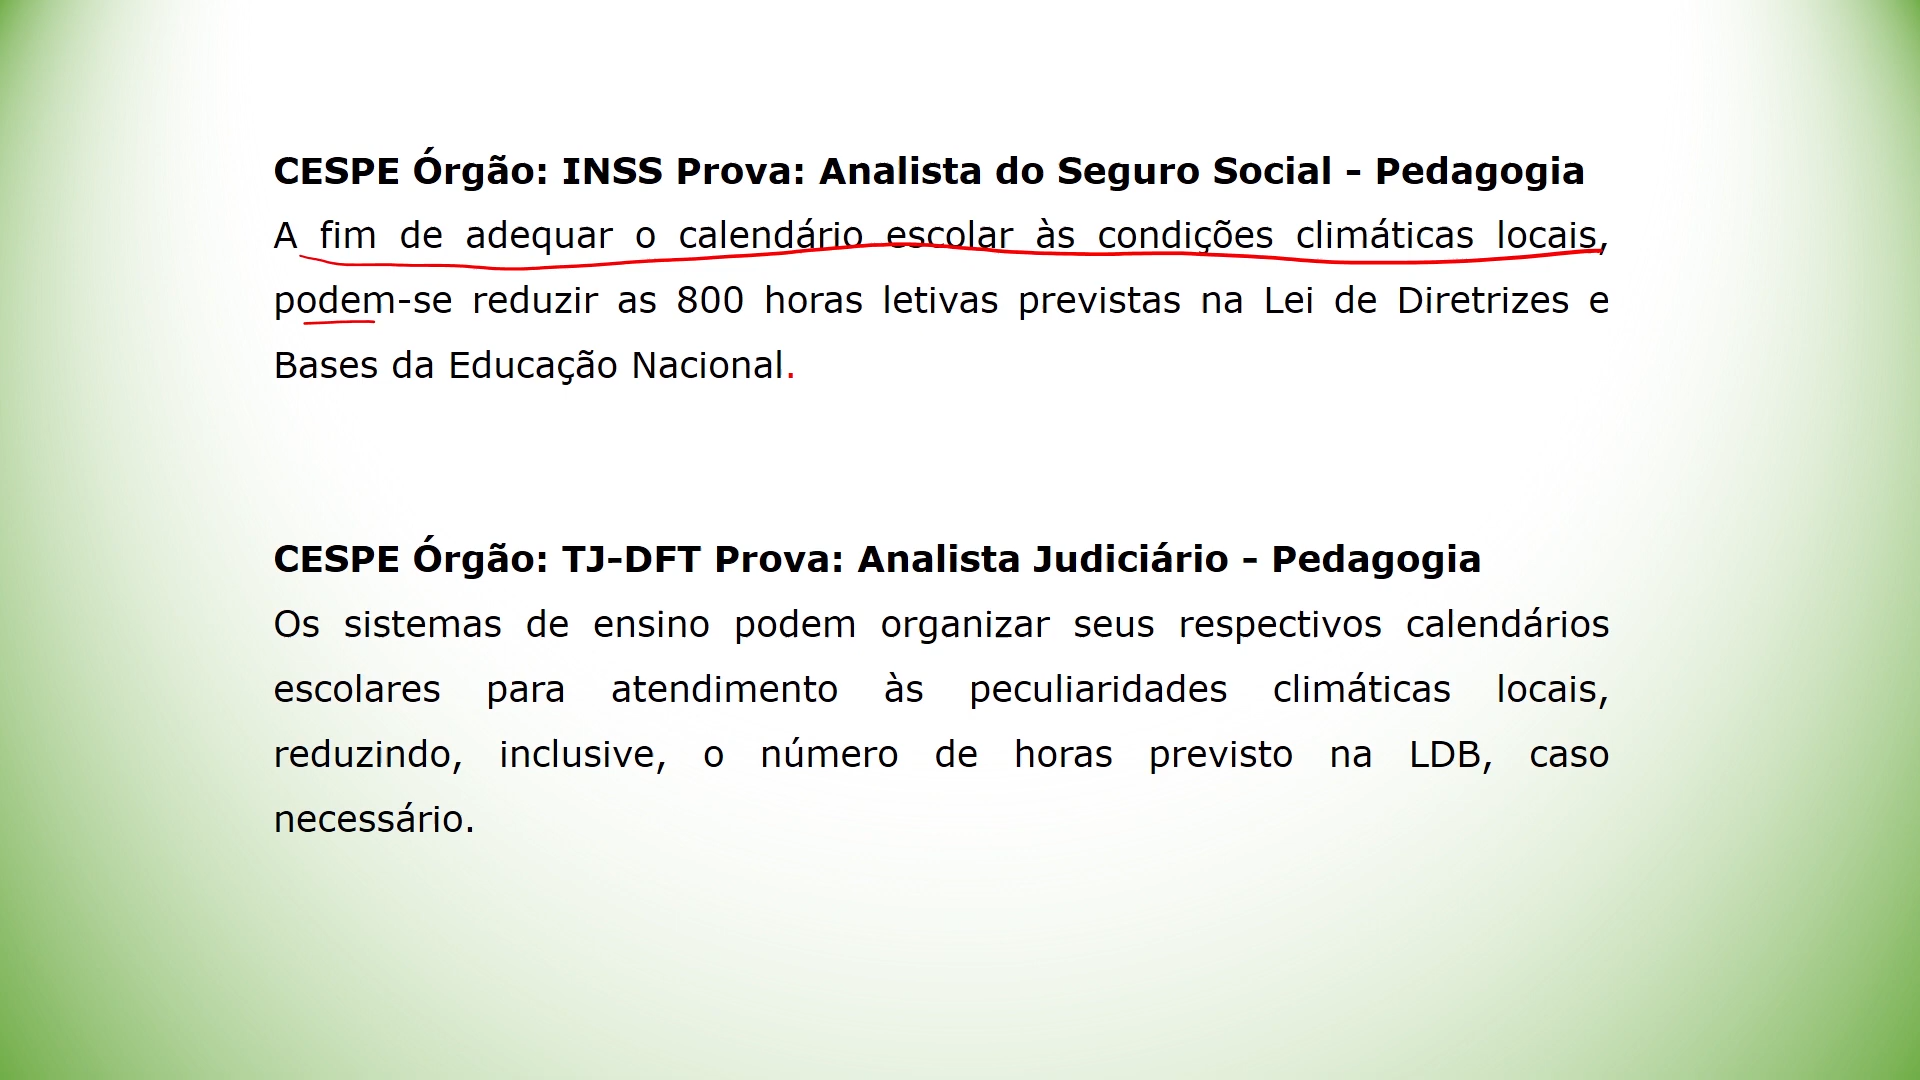 CESPE Órgão: INSS Prova: Analista do Seguro Social - Pedagogia
A fim de adequar o calendário escolar às condições climáticas locais,
podem-se reduzir as 800 horas letivas previstas na Lei de Diretrizes e
Bases da Educação Nacional.
CESPE Órgão: TJ-DFT Prova: Analista Judiciário – Pedagogia
Os sistemas de ensino podem organizar seus respectivos calendários
escolares para atendimento às peculiaridades climáticas locais,
reduzindo, inclusive, o número de horas previsto na LDB, caso
necessário.